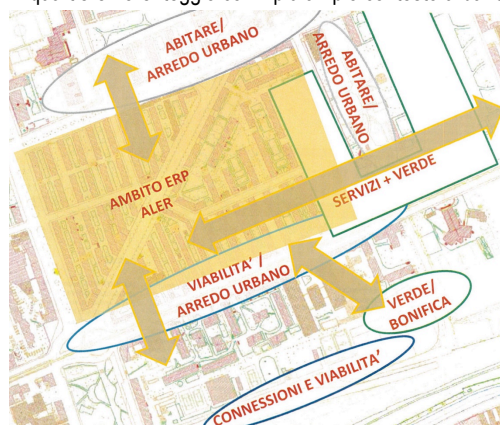 ABITARE/
ARREDO URBANO
ABITARE/
ARREDO URBANO
AMBITO ERP
ALER
SERVIZI + VERDE
VIABILITA' /
ARREDO URBANO
VERDE/
BONIFICA
CONNESSIONI E VIABILITA'